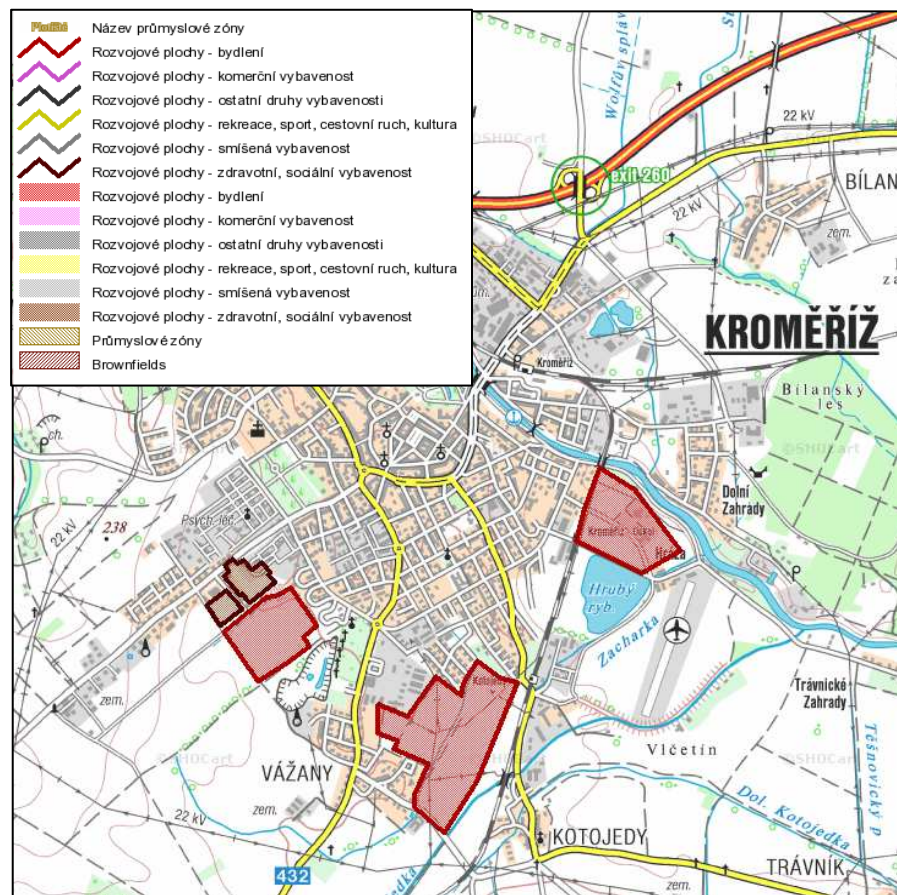 Plodiště
Název průmyslové zóny
Rozvojové plochy - bydlení
Rozvojové plochy - komerční vybavenost
Rozvojové plochy - ostatní druhy vybavenosti
Rozvojové plochy - rekreace, sport, cestovní ruch, kultura
Rozvojové plochy - smíšená vybavenost
Rozvojové plochy - zdravotní, sociální vybavenost
Rozvojové plochy - bydlení
Rozvojové plochy - komerční vybavenost
Rozvojové plochy - ostatní druhy vybavenosti
Rozvojové plochy - rekreace, sport, cestovní ruch, kultura
Rozvojové plochy - smíšená vybavenost
Rozvojové plochy - zdravotní, sociální vybavenost
Průmyslové zóny
Brownfields
22 kV
©SHOCart
exit 260
22 kV
BÍLAN
zem.
KROMĚŘÍŽ
Kroměříž
Bílanský
les
©SHOCart
Dolní
Zahrady
Psych. léč.
238
22 kV
Hrubý
ryb.
Zacharka
Trávnické
Zahrady
Vlčetín
Těšnovický p
zem.
VÁŽANY
zem.
22 kV
432
KOTOJEDY
Dol. Kotojedka
TRÁVNÍK